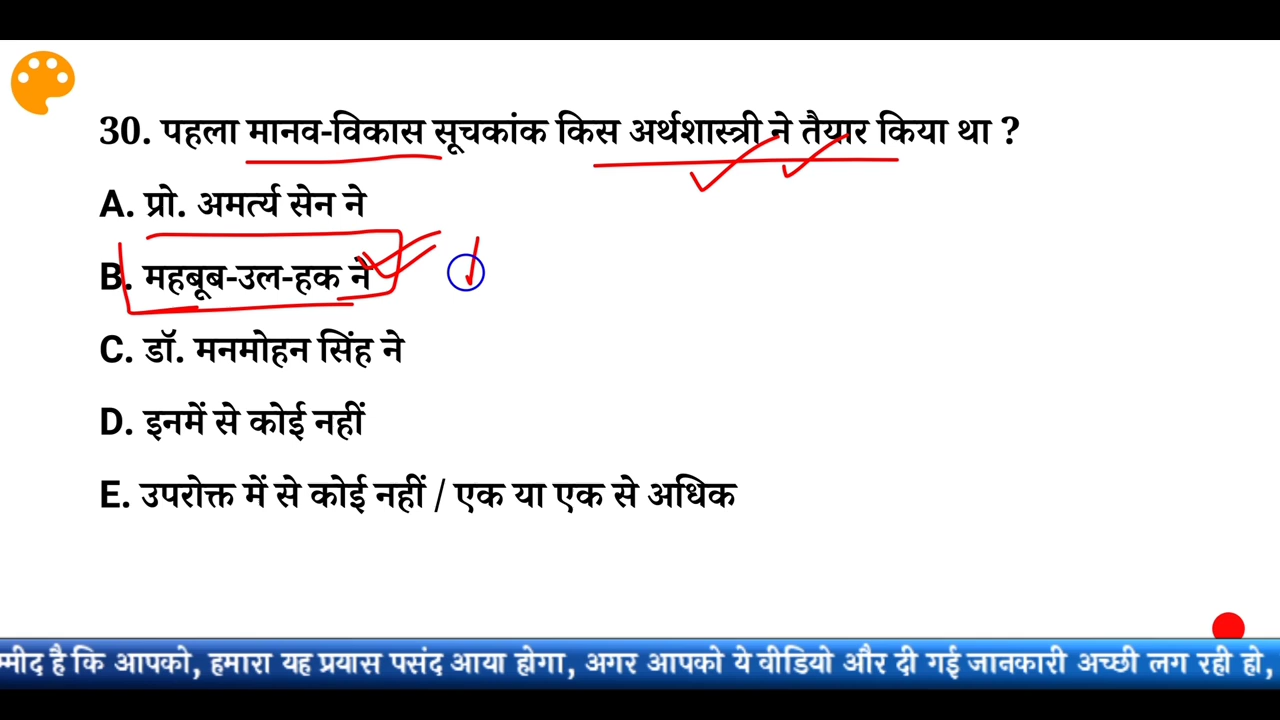 30. पहला मानव-विकास सूचकांक किस अर्थशास्त्री ने तैयार किया था ?
A. प्रो. अमर्त्य सेन ने
B. महबूब-उल-हक ने
C. डॉ. मनमोहन सिंह ने
D. इनमें से कोई नहीं
E. उपरोक्त में से कोई नहीं / एक या एक से अधिक
म्मीद है कि आपको, हमारा यह प्रयास पसंद आया होगा, अगर आपको ये वीडियो और दी गई जानकारी अच्छी लग रही हो,